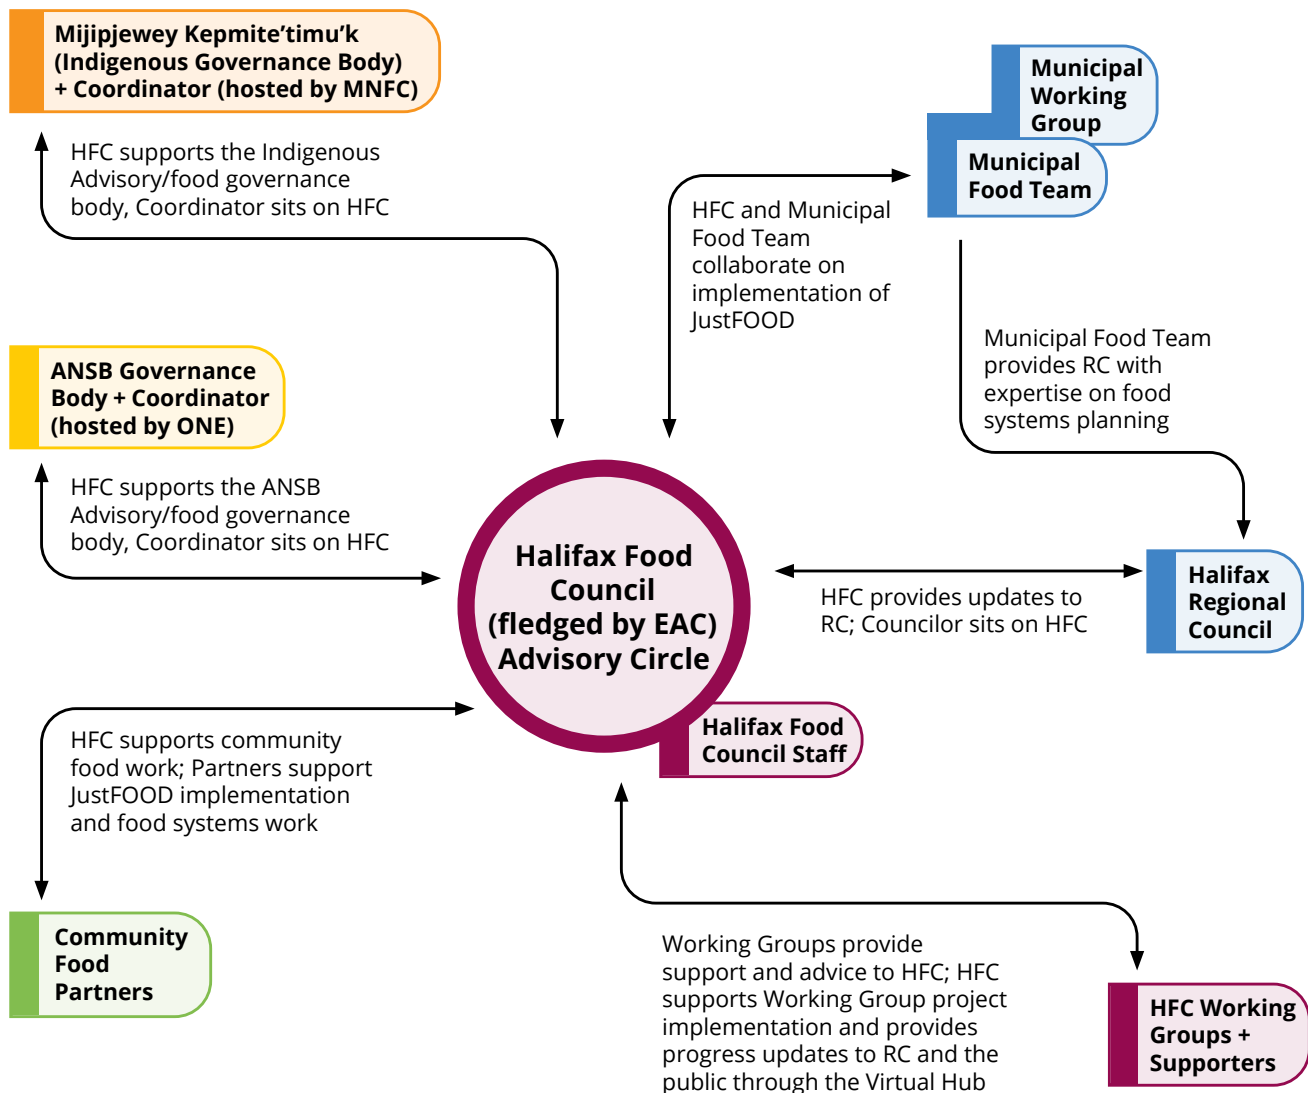 Mijipjewey Kepmite’timu’k
(Indigenous Governance Body)
+ Coordinator (hosted by MNFC)
HFC supports the Indigenous
Advisory/food governance
body, Coordinator sits on HFC
Municipal
Working
Group
Municipal
Food Team
HFC and Municipal
Food Team
collaborate on
implementation of
JustFOOD
Municipal Food Team
provides RC with
expertise on food
systems planning
ANSB Governance
Body + Coordinator
(hosted by ONE)
HFC supports the ANSB
Advisory/food governance
body, Coordinator sits on HFC
Halifax Food
Council
(fledged by EAC)
Advisory Circle
HFC provides updates to
RC; Councilor sits on HFC
Halifax
Regional
Council
Halifax Food
Council Staff
HFC supports community
food work; Partners support
JustFOOD implementation
and food systems work
Community
Food
Partners
Working Groups provide
support and advice to HFC; HFC
supports Working Group project
implementation and provides
progress updates to RC and the
public through the Virtual Hub
HFC Working
Groups +
Supporters